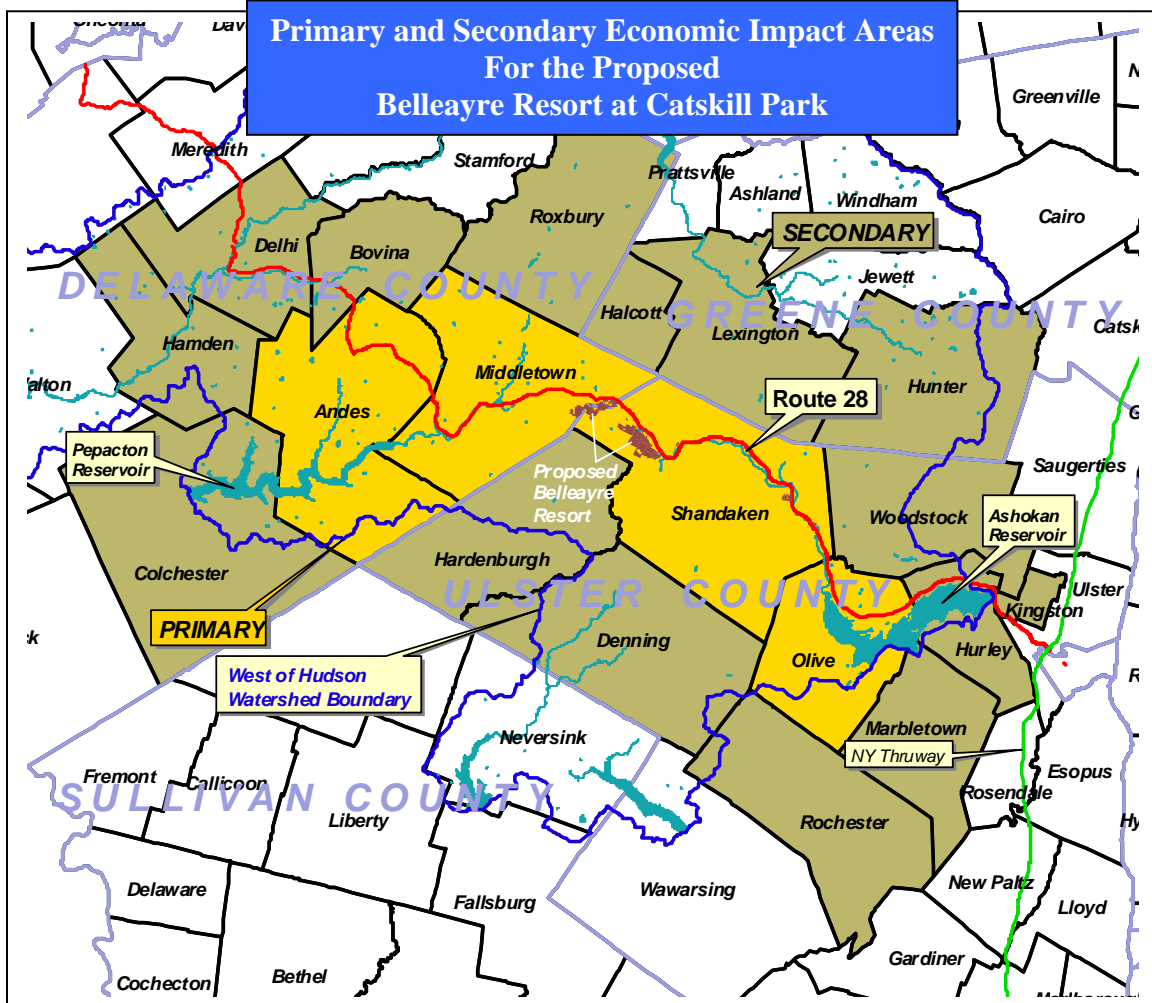 Primary and Secondary Economic Impact Areas
For the Proposed
Belleayre Resort at Catskill Park
Greenville
Meredith
Stamford
Prattsville
Ashland
Windham
Cairo
Roxbury
SECONDARY
Delhi
Bovina
Jewett
DELAWARE COUNTY
Halcott
GREENE COUNTY
Lexington
Catsk
Hamden
Middletown
Hunter
alton
Andes
Route 28
Pepacton
Reservoir
Proposed
Belleayre
Resort
Saugerties
Shandaken
Woodstock
Ashokan
Reservoir
Hardenburgh
Colchester
ULSTER COUNTY
Ulster
Kingston
PRIMARY
Denning
Hurley
Olive
West of Hudson
Watershed Boundary
Marbletown
Neversink
NY Thruway
Fremont
Callicoon
Esopus
SULLIVAN COUNTY
Rosendale
Liberty
Rochester
Hy
Delaware
Wawarsing
New Paltz
Fallsburg
Lloyd
Gardiner
Cochecton
Bethel